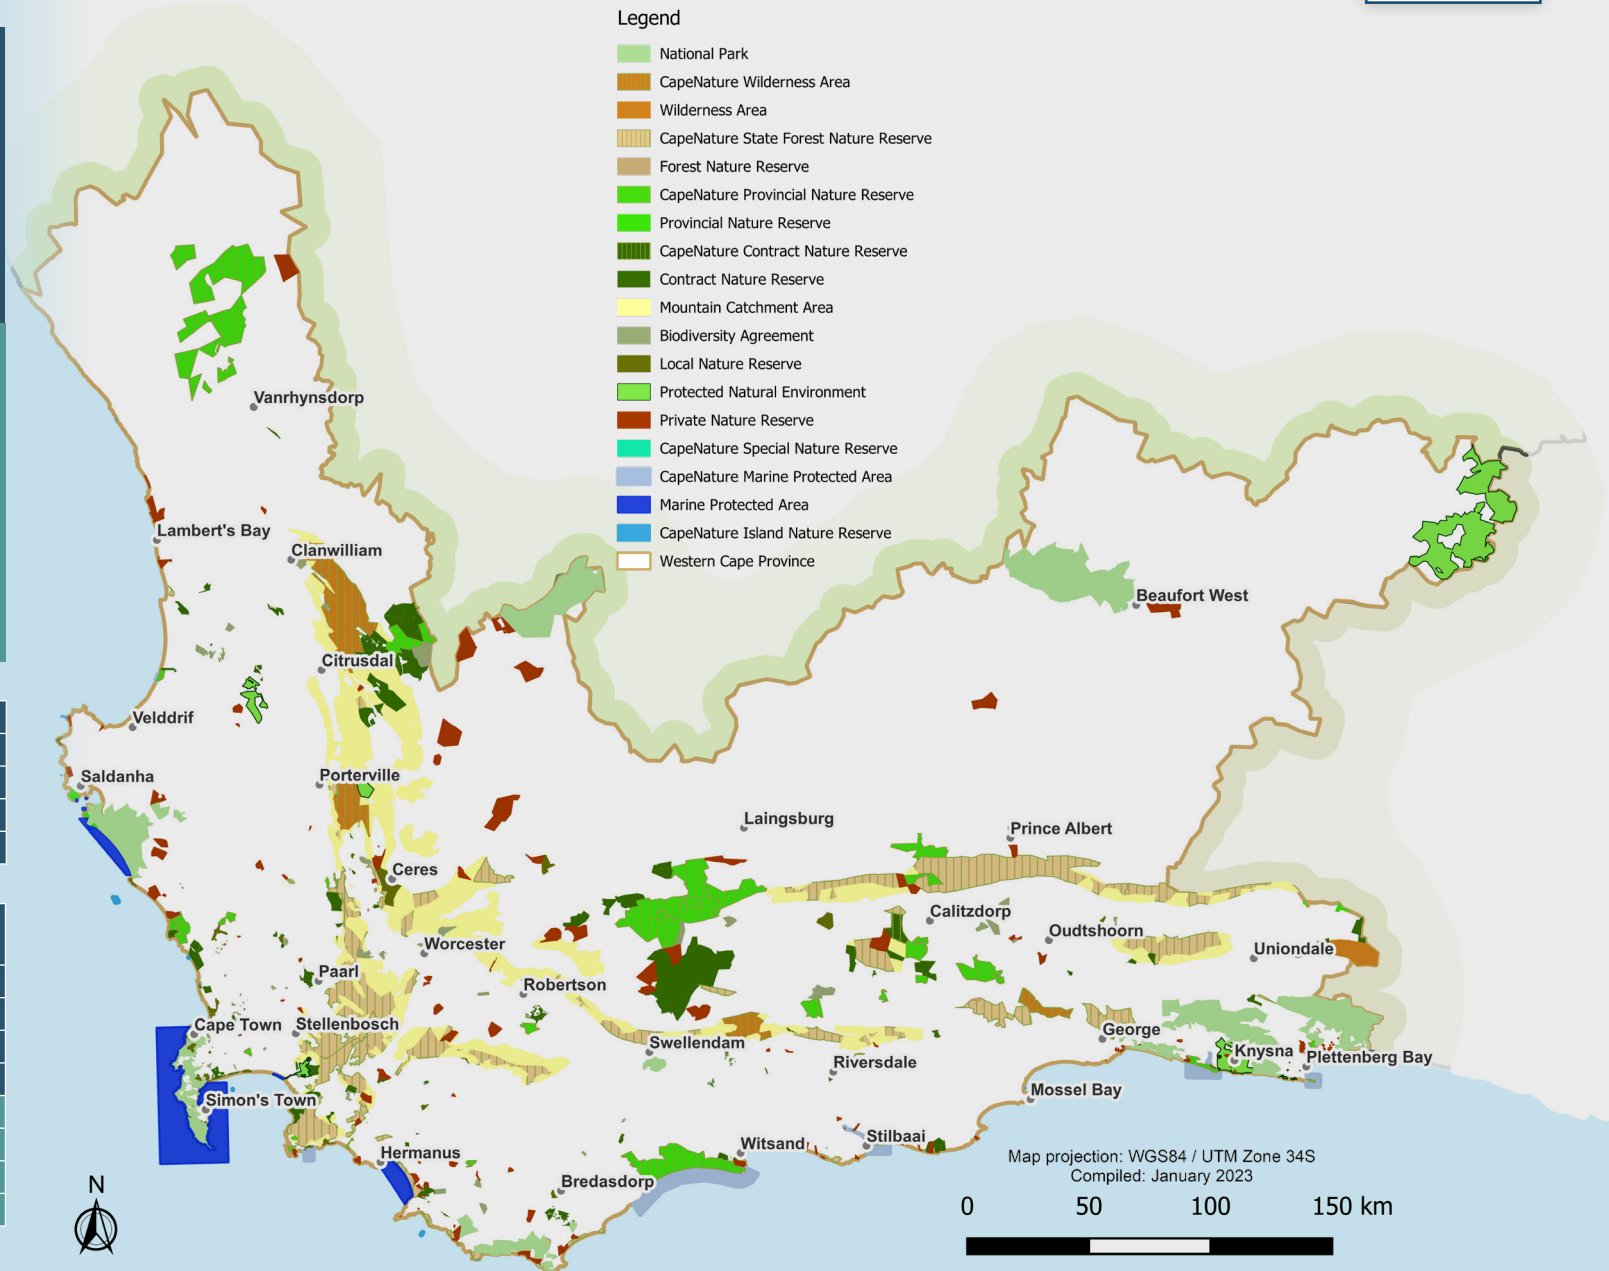 Legend
National Park
CapeNature Wilderness Area
Wilderness Area
CapeNature State Forest Nature Reserve
Forest Nature Reserve
CapeNature Provincial Nature Reserve
Provincial Nature Reserve
CapeNature Contract Nature Reserve
Contract Nature Reserve
Mountain Catchment Area
Biodiversity Agreement
Local Nature Reserve
Protected Natural Environment
Private Nature Reserve
CapeNature Special Nature Reserve
CapeNature Marine Protected Area
Marine Protected Area
CapeNature Island Nature Reserve
Western Cape Province
Vanrhynsdorp
Lambert's Bay
Clanwilliam
Beaufort West
Citrusdal
Velddrif
Porterville
Saldanha
Laingsburg
Prince Albert
Ceres
Calitzdorp
Oudtshoorn
Worcester
Uniondale
Paarl
Robertson
Cape Town
Stellenbosch
George
Swellendam
Knysna
Plettenberg Bay
Riversdale
Mossel Bay
Simon's Town
Stilbaai
Witsand
Hermanus
Bredasdorp
Map projection: WGS84 / UTM Zone 34S
Compiled: January 2023
N
0 50 100 150 km